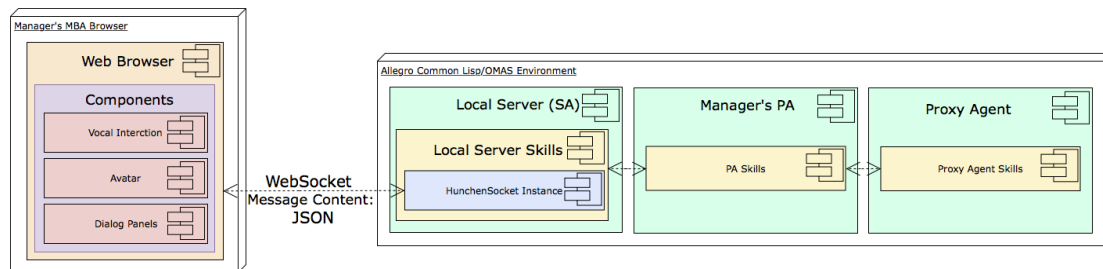 Manager's MBA Browser
Web Browser
Components
Vocal Interction
Avatar
Dialog Panels
WebSocket
Message Content:
JSON
Allegro Common Lisp/OMAS Environment
Local Server (SA)
Local Server Skills
HunchenSocket Instance
Manager's PA
PA Skills
Proxy Agent
Proxy Agent Skills